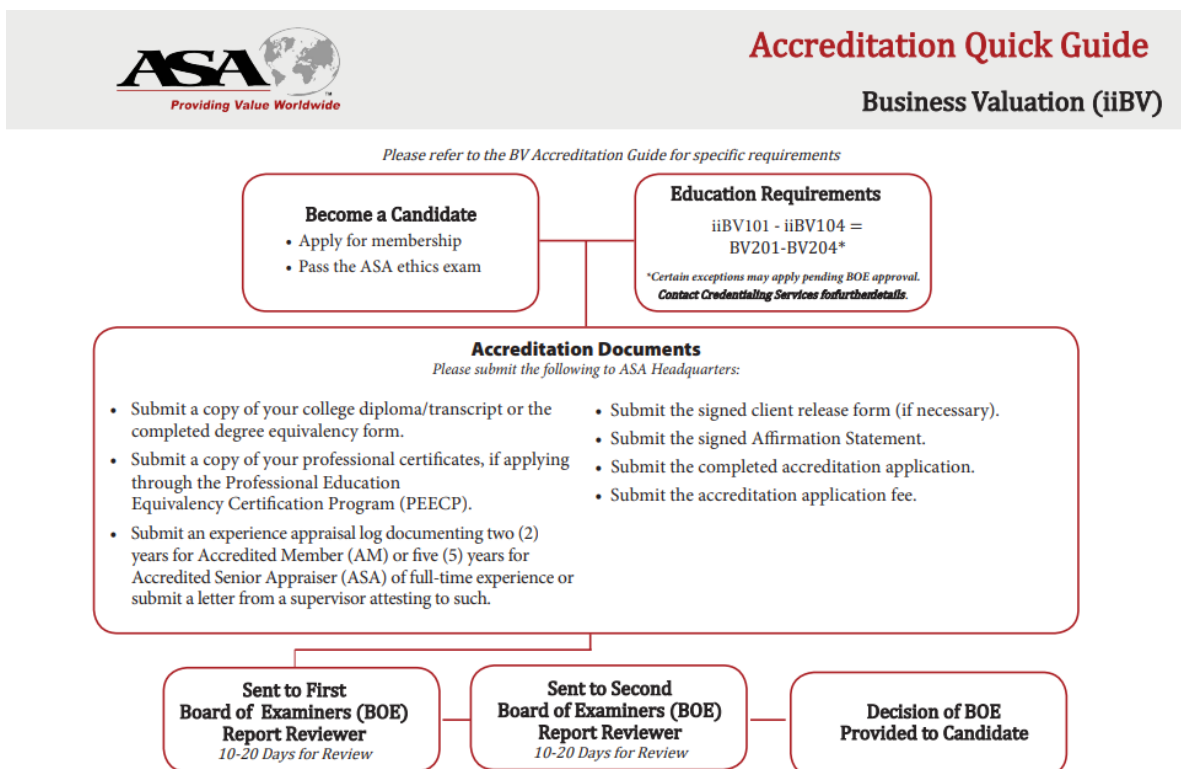 ASA
™
Providing Value Worldwide
Accreditation Quick Guide
Business Valuation (iiBV)
Please refer to the BV Accreditation Guide for specific requirements
Become a Candidate
• Apply for membership
• Pass the ASA ethics exam
Education Requirements
iiBV101 - iiBV104 =
BV201-BV204*
*Certain exceptions may apply pending BOE approval.
Contact Credentialing Services forfurtherdetails.
Accreditation Documents
Please submit the following to ASA Headquarters:
• Submit a copy of your college diploma/transcript or the
completed degree equivalency form.
• Submit a copy of your professional certificates, if applying
through the Professional Education
Equivalency Certification Program (PEECP).
• Submit an experience appraisal log documenting two (2)
years for Accredited Member (AM) or five (5) years for
Accredited Senior Appraiser (ASA) of full-time experience or
submit a letter from a supervisor attesting to such.
• Submit the signed client release form (if necessary).
• Submit the signed Affirmation Statement.
• Submit the completed accreditation application.
• Submit the accreditation application fee.
Sent to First
Board of Examiners (BOE)
Report Reviewer
10-20 Days for Review
Sent to Second
Board of Examiners (BOE)
Report Reviewer
10-20 Days for Review
Decision of BOE
Provided to Candidate